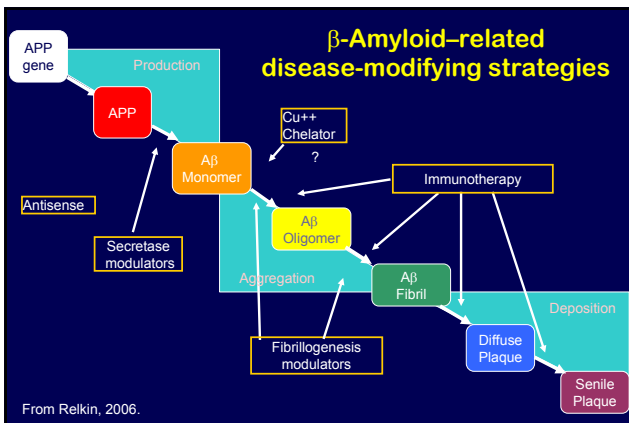 β-Amyloid–related
disease-modifying strategies
APP
gene
Production
APP
Cu++
Chelator
?
Aβ
Monomer
Immunotherapy
Antisense
Secretase
modulators
Aβ
Oligomer
Aggregation
Aβ
Fibril
Deposition
Fibrillogenesis
modulators
Diffuse
Plaque
Senile
Plaque
From Relkin, 2006.